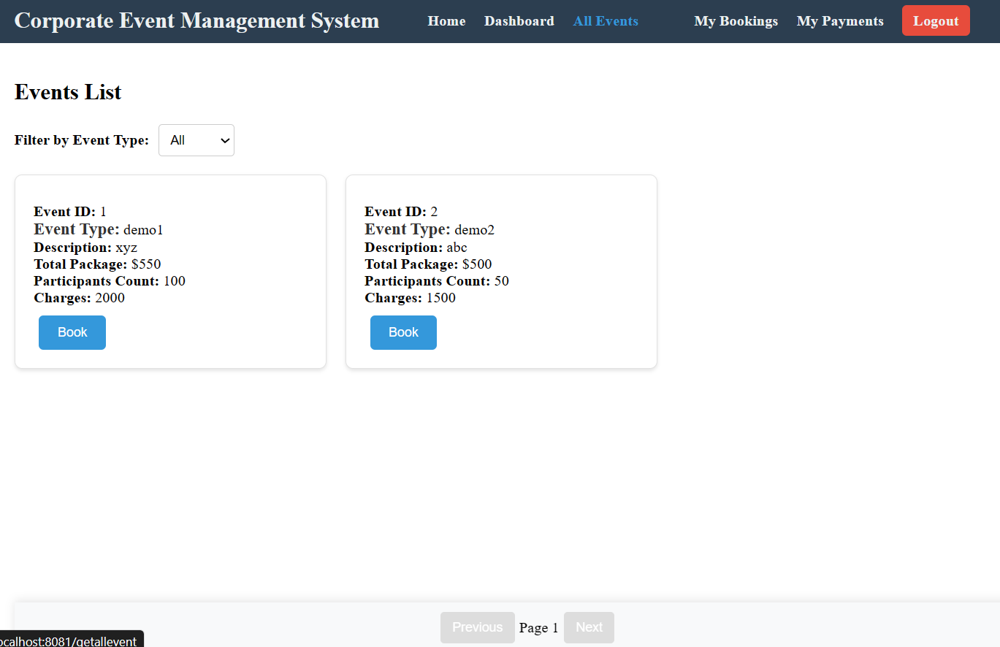 Corporate Event Management System Home Dashboard All Events My Bookings My Payments Logout
Events List
Filter by Event Type: All
Event ID: 1
Event Type: demo1
Description: xyz
Total Package: $550
Participants Count: 100
Charges: 2000
Book
Event ID: 2
Event Type: demo2
Description: abc
Total Package: $500
Participants Count: 50
Charges: 1500
Book
Previous Page 1 Next
ocalhost:8081/getallevent